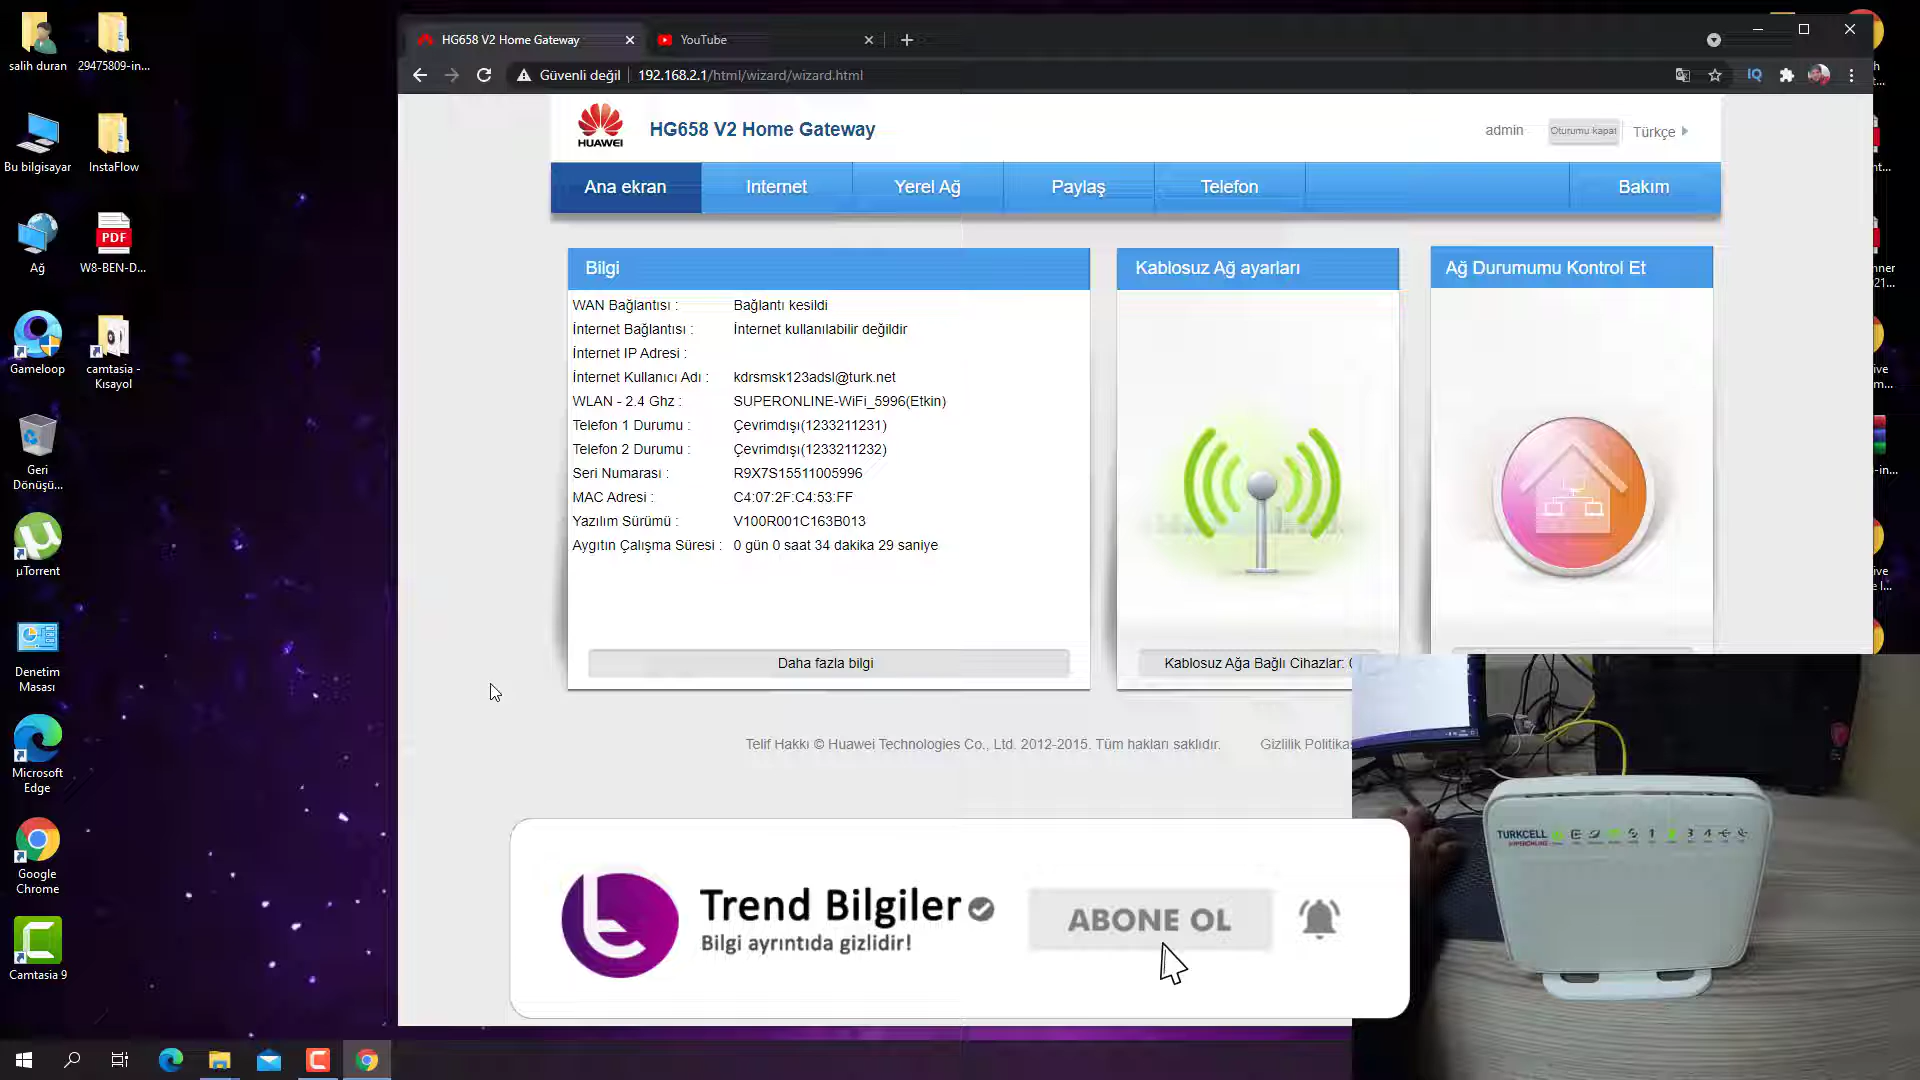 salih duran
29475809-in...
Bu bilgisayar
InstaFlow
Ağ
PDF
W8-BEN-D...
Gameloop
camtasia -
Kısayol
Geri
Dönüşü...
µTorrent
Denetim
Masası
Microsoft
Edge
Google
Chrome
Camtasia 9
HG658 V2 Home Gateway
YouTube
Güvenli değil
192.168.2.1/html/wizard/wizard.html
IQ
HUAWEI
HG658 V2 Home Gateway
admin
Oturumu kapat
Türkçe
Ana ekran
Internet
Yerel Ağ
Paylaş
Telefon
Bakım
Bilgi
WAN Bağlantısı : Bağlantı kesildi
İnternet Bağlantısı : İnternet kullanılabilir değildir
İnternet IP Adresi :
İnternet Kullanıcı Adı : kdrsmsk123adsl@turk.net
WLAN - 2.4 Ghz : SUPERONLINE-WiFi_5996(Etkin)
Telefon 1 Durumu : Çevrimdışı(1233211231)
Telefon 2 Durumu : Çevrimdışı(1233211232)
Seri Numarası : R9X7S15511005996
MAC Adresi : C4:07:2F:C4:53:FF
Yazılım Sürümü : V100R001C163B013
Aygıtın Çalışma Süresi : 0 gün 0 saat 34 dakika 29 saniye
Daha fazla bilgi
Kablosuz Ağ ayarları
Kablosuz Ağa Bağlı Cihazlar:
Ağ Durumumu Kontrol Et
Telif Hakkı © Huawei Technologies Co., Ltd. 2012-2015. Tüm hakları saklıdır.
Gizlilik Politikas
Trend Bilgiler
Bilgi ayrıntıda gizlidir!
ABONE OL
TURKCELL
SUPERONLINE
1
3 4